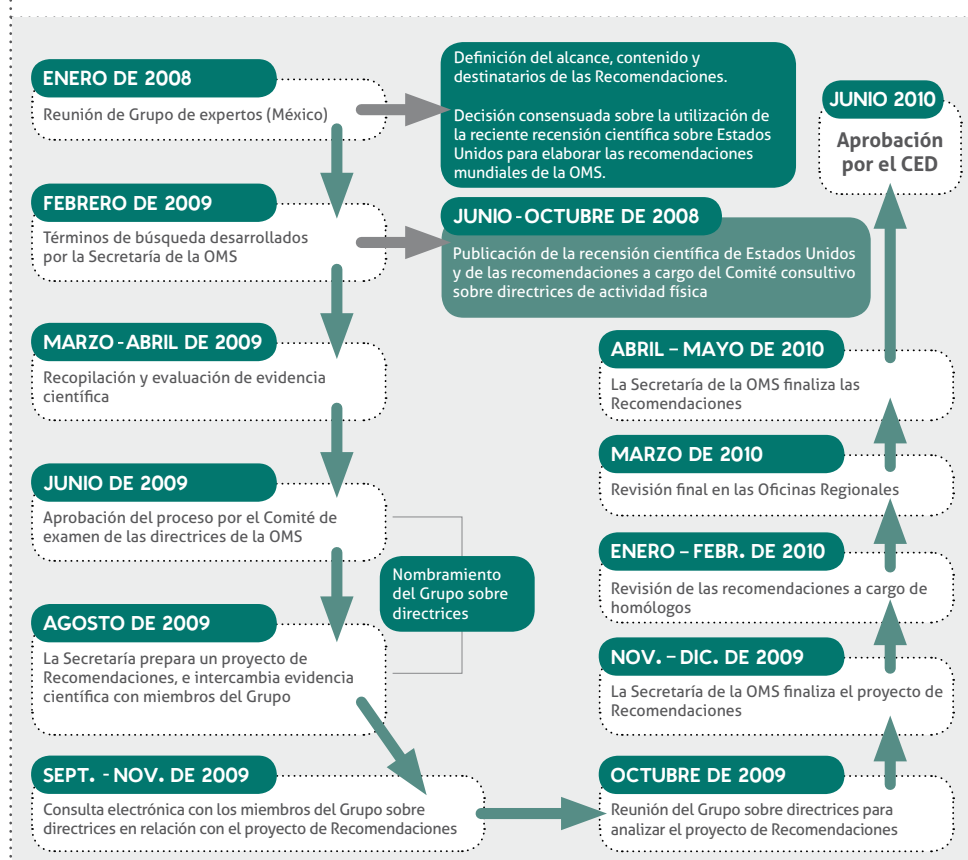 ENERO DE 2008
Reunión de Grupo de expertos (México)
Definición del alcance, contenido y
destinatarios de las Recomendaciones.
Decisión consensuada sobre la utilización de
la reciente recensión científica sobre Estados
Unidos para elaborar las recomendaciones
mundiales de la OMS.
FEBRERO DE 2009
Términos de búsqueda desarrollados
por la Secretaría de la OMS
JUNIO-OCTUBRE DE 2008
Publicación de la recensión científica de Estados Unidos
y de las recomendaciones a cargo del Comité consultivo
sobre directrices de actividad física
MARZO-ABRIL DE 2009
Recopilación y evaluación de evidencia
científica
JUNIO DE 2009
Aprobación del proceso por el Comité de
examen de las directrices de la OMS
Nombramiento
del Grupo sobre
directrices
AGOSTO DE 2009
La Secretaría prepara un proyecto de
Recomendaciones, e intercambia evidencia
científica con miembros del Grupo
SEPT. - NOV. DE 2009
Consulta electrónica con los miembros del Grupo sobre
directrices en relación con el proyecto de Recomendaciones
OCTUBRE DE 2009
Reunión del Grupo sobre directrices para
analizar el proyecto de Recomendaciones
NOV. – DIC. DE 2009
La Secretaría de la OMS finaliza el proyecto de
Recomendaciones
ENERO – FEBR. DE 2010
Revisión de las recomendaciones a cargo de
homólogos
MARZO DE 2010
Revisión final en las Oficinas Regionales
ABRIL – MAYO DE 2010
La Secretaría de la OMS finaliza las
Recomendaciones
JUNIO 2010
Aprobación
por el CED